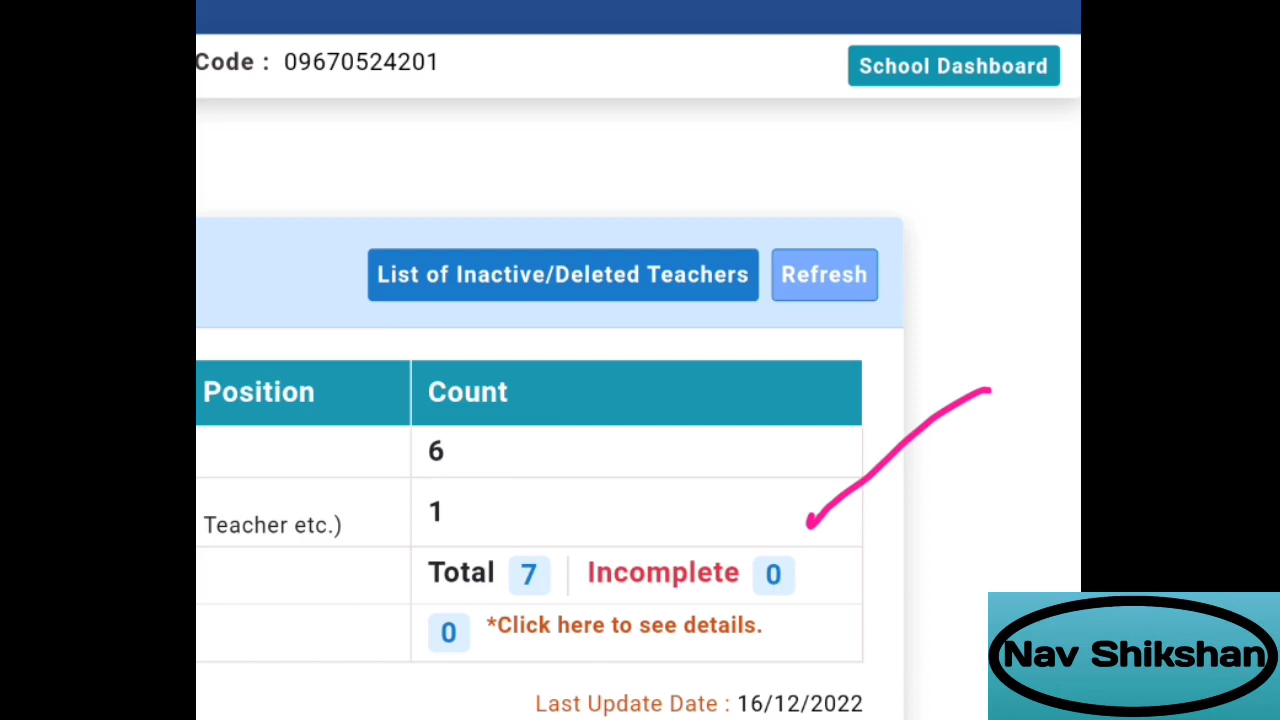 Code : 09670524201
School Dashboard
List of Inactive/Deleted Teachers
Refresh
Position Count
6
Teacher etc.) 1
Total 7 Incomplete 0
0 *Click here to see details.
Last Update Date : 16/12/2022
Nav Shikshan